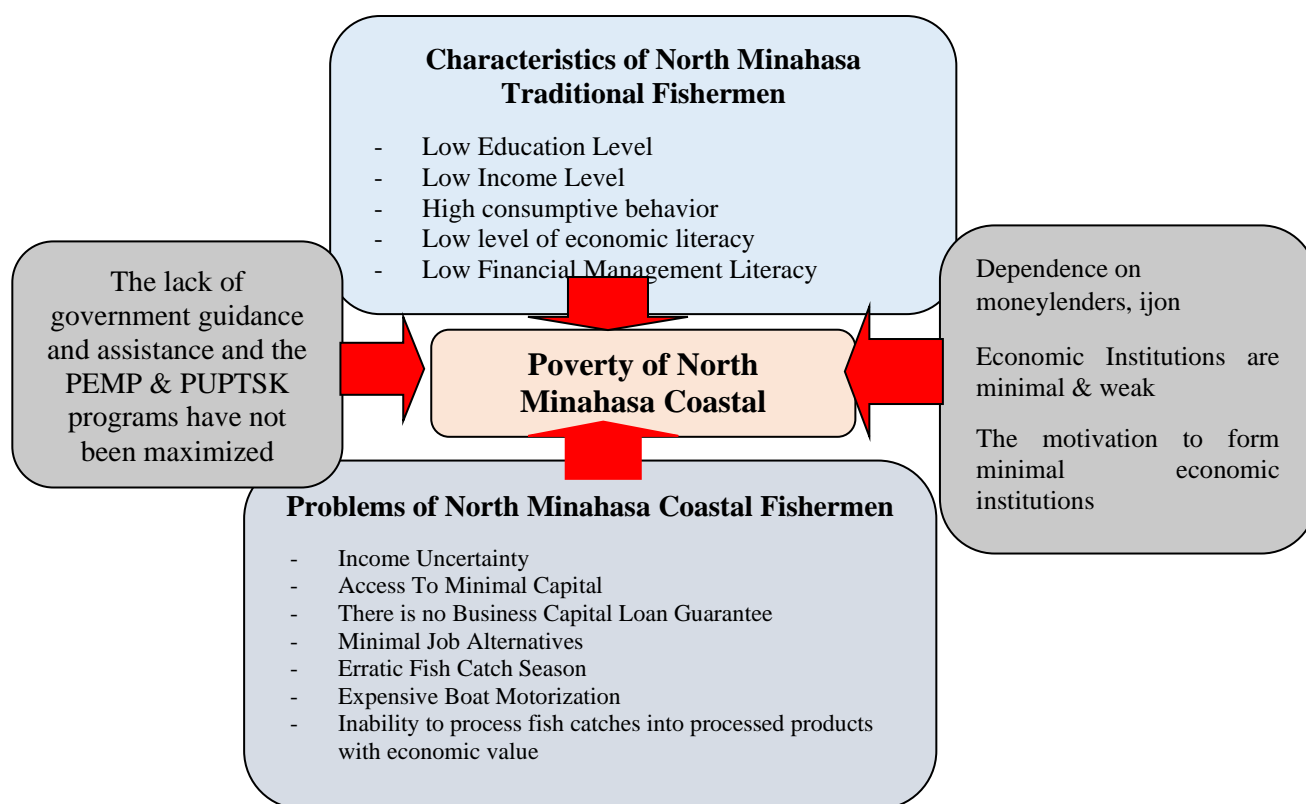 Characteristics of North Minahasa
Traditional Fishermen
- Low Education Level
- Low Income Level
- High consumptive behavior
- Low level of economic literacy
- Low Financial Management Literacy
The lack of
government guidance
and assistance and the
PEMP & PUPTSK
programs have not
been maximized
Poverty of North
Minahasa Coastal
Dependence on
moneylenders, ijon
Economic Institutions are
minimal & weak
The motivation to form
minimal economic
institutions
Problems of North Minahasa Coastal Fishermen
- Income Uncertainty
- Access To Minimal Capital
- There is no Business Capital Loan Guarantee
- Minimal Job Alternatives
- Erratic Fish Catch Season
- Expensive Boat Motorization
- Inability to process fish catches into processed products
with economic value